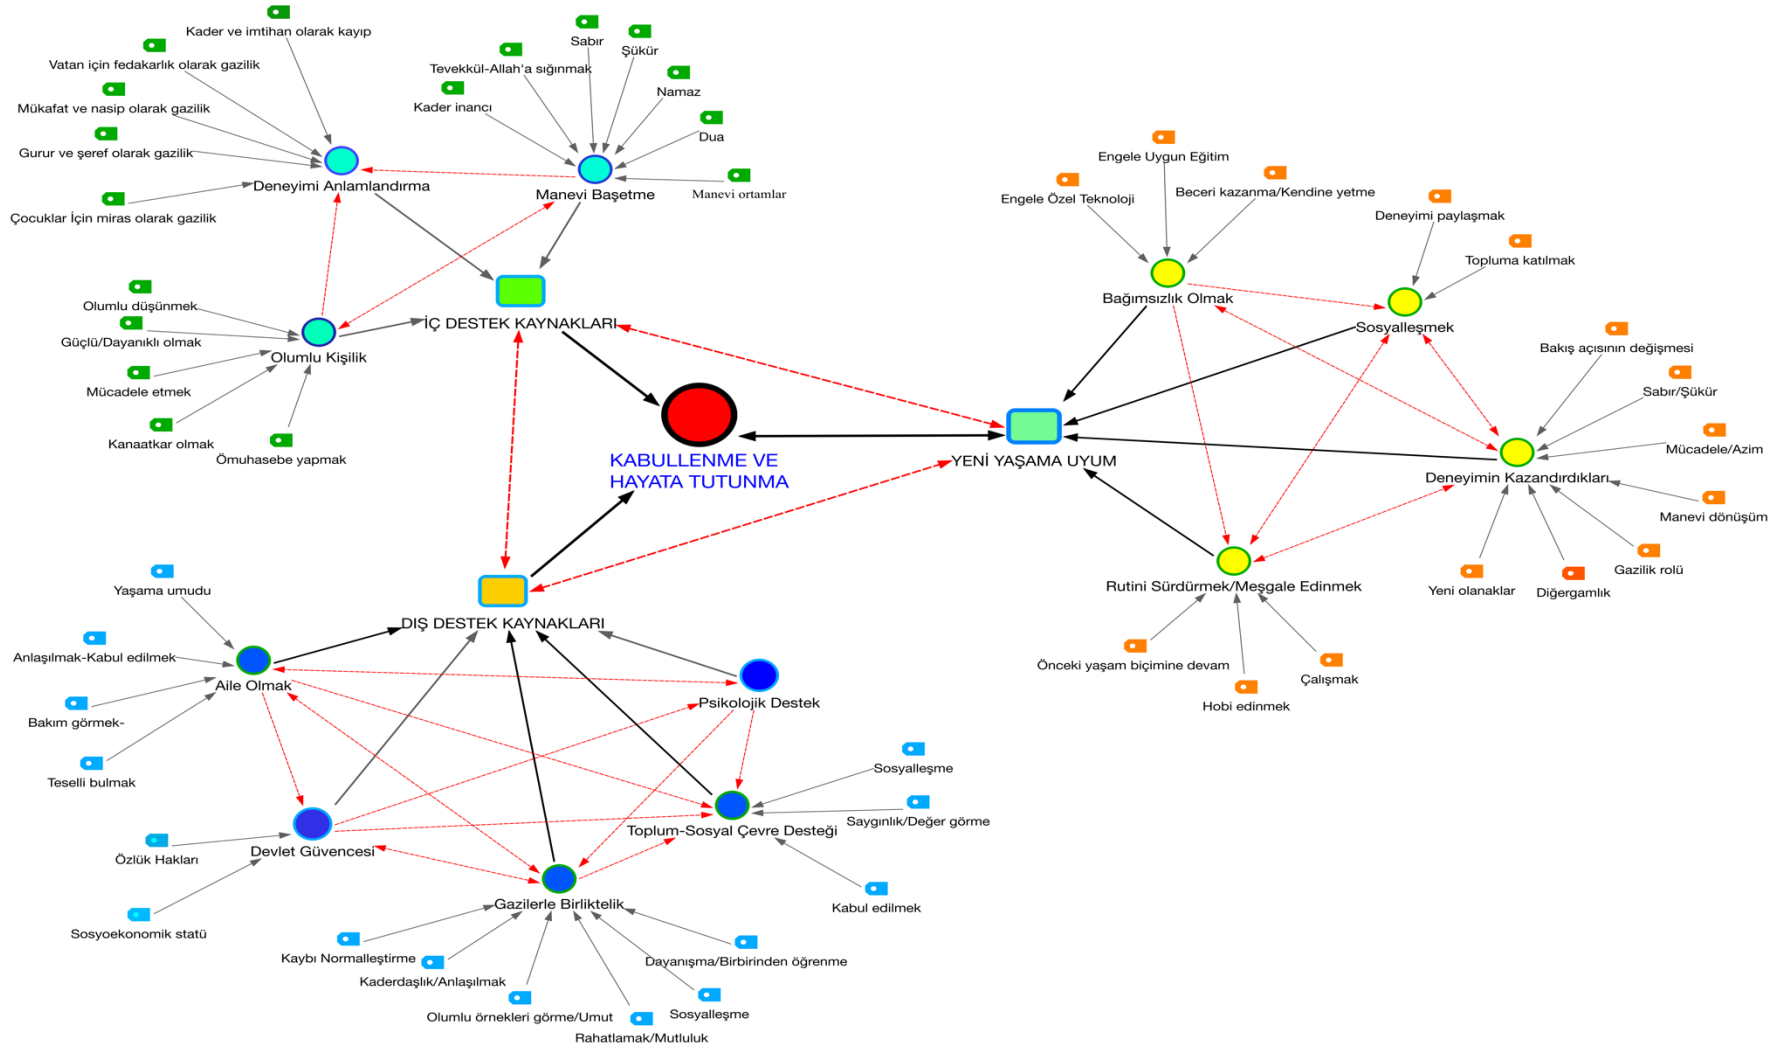 Kader ve imtihan olarak kayıp
Vatan için fedakarlık olarak gazilik
Mükafat ve nasip olarak gazilik
Gurur ve şeref olarak gazilik
Çocuklar İçin miras olarak gazilik
Deneyimi Anlamlandırma
Sabır
Şükür
Tevekkül-Allah'a sığınmak
Namaz
Kader inancı
Dua
Manevi Başetme
Manevi ortamlar
Olumlu düşünmek
Güçlü/Dayanıklı olmak
Olumlu Kişilik
Mücadele etmek
Kanaatkar olmak
Ömuhasebe yapmak
İÇ DESTEK KAYNAKLARI
KABULLENME VE
HAYATA TUTUNMA
YENİ YAŞAMA UYUM
Engele Uygun Eğitim
Beceri kazanma/Kendine yetme
Engele Özel Teknoloji
Bağımsızlık Olmak
Deneyimi paylaşmak
Topluma katılmak
Sosyalleşmek
Bakış açısının değişmesi
Sabır/Şükür
Mücadele/Azim
Deneyimin Kazandırdıkları
Manevi dönüşüm
Gazilik rolü
Diğergamlık
Yeni olanaklar
Rutini Sürdürmek/Meşgale Edinmek
Önceki yaşam biçimine devam
Çalışmak
Hobi edinmek
DIŞ DESTEK KAYNAKLARI
Yaşama umudu
Anlaşılmak-Kabul edilmek
Aile Olmak
Bakım görmek-
Teselli bulmak
Psikolojik Destek
Devlet Güvencesi
Özlük Hakları
Sosyoekonomik statü
Toplum-Sosyal Çevre Desteği
Sosyalleşme
Saygınlık/Değer görme
Kabul edilmek
Gazilerle Birliktelik
Kaybı Normalleştirme
Kaderdaşlık/Anlaşılmak
Olumlu örnekleri görme/Umut
Rahatlamak/Mutluluk
Sosyalleşme
Dayanışma/Birbirinden öğrenme